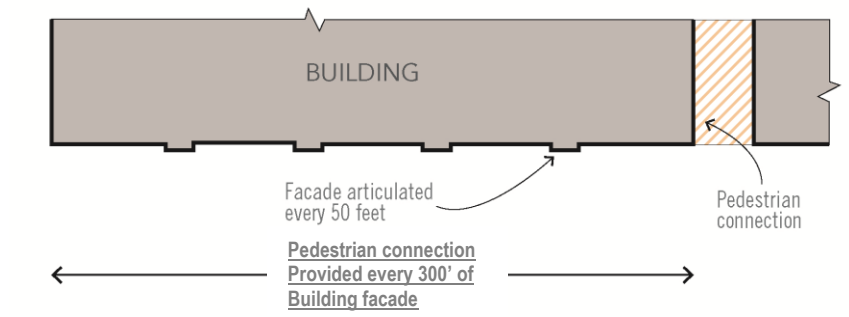 BUILDING
Facade articulated
every 50 feet
Pedestrian
connection
Pedestrian connection
Provided every 300’ of
Building facade